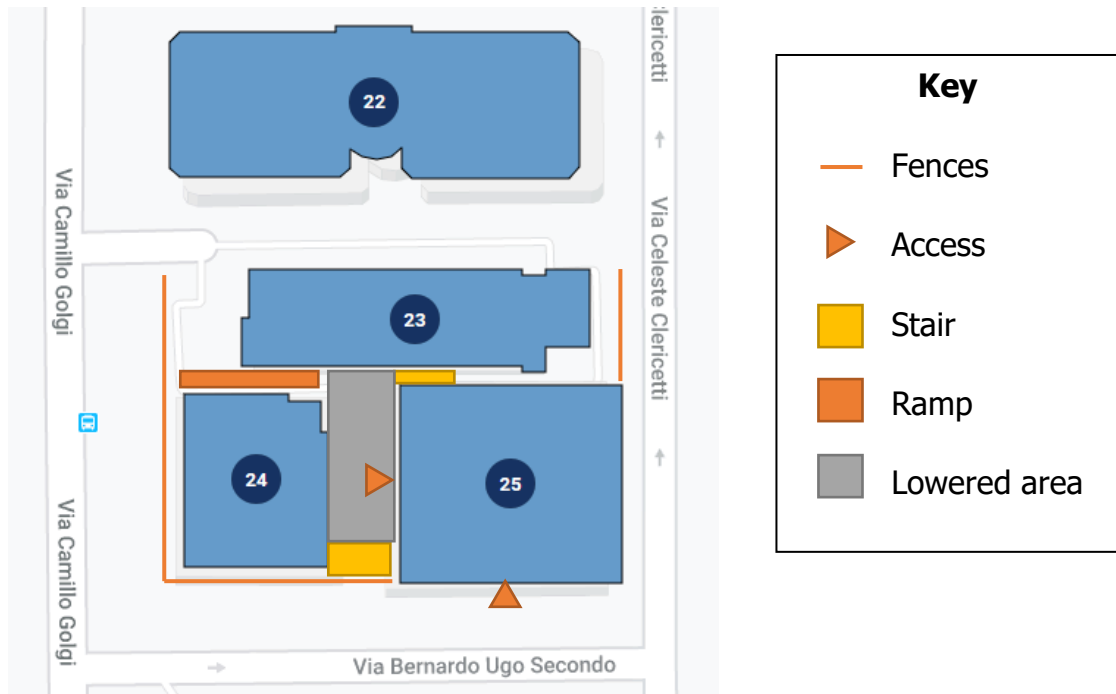 Clericetti
22
Via Camillo Golgi
Via Celeste Clericetti
23
24
25
Via Camillo Golgi
Via Bernardo Ugo Secondo
Key
Fences
Access
Stair
Ramp
Lowered area